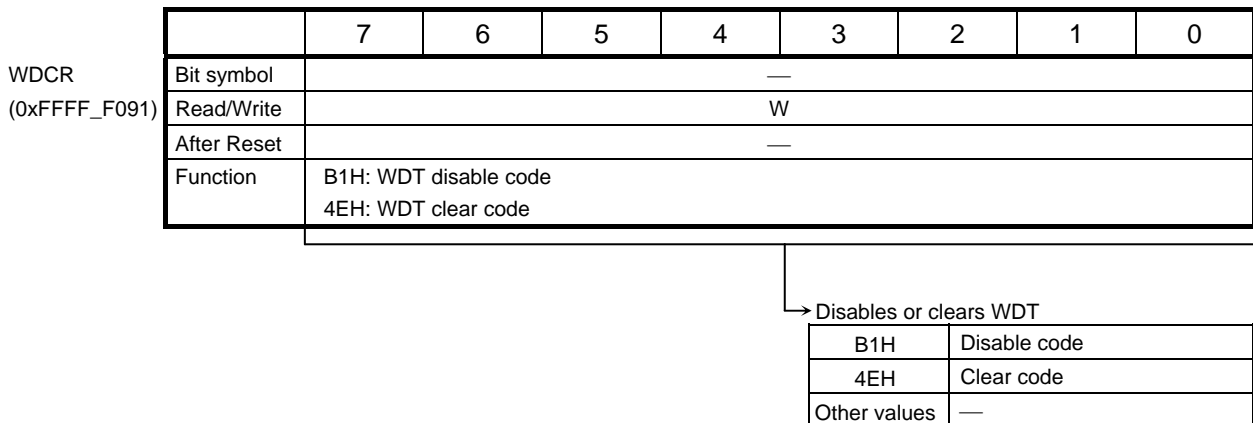 7 6 5 4 3 2 1 0
WDCR Bit symbol —
(0xFFFF_F091) Read/Write W
After Reset —
Function B1H: WDT disable code
4EH: WDT clear code
Disables or clears WDT
B1H Disable code
4EH Clear code
Other values —